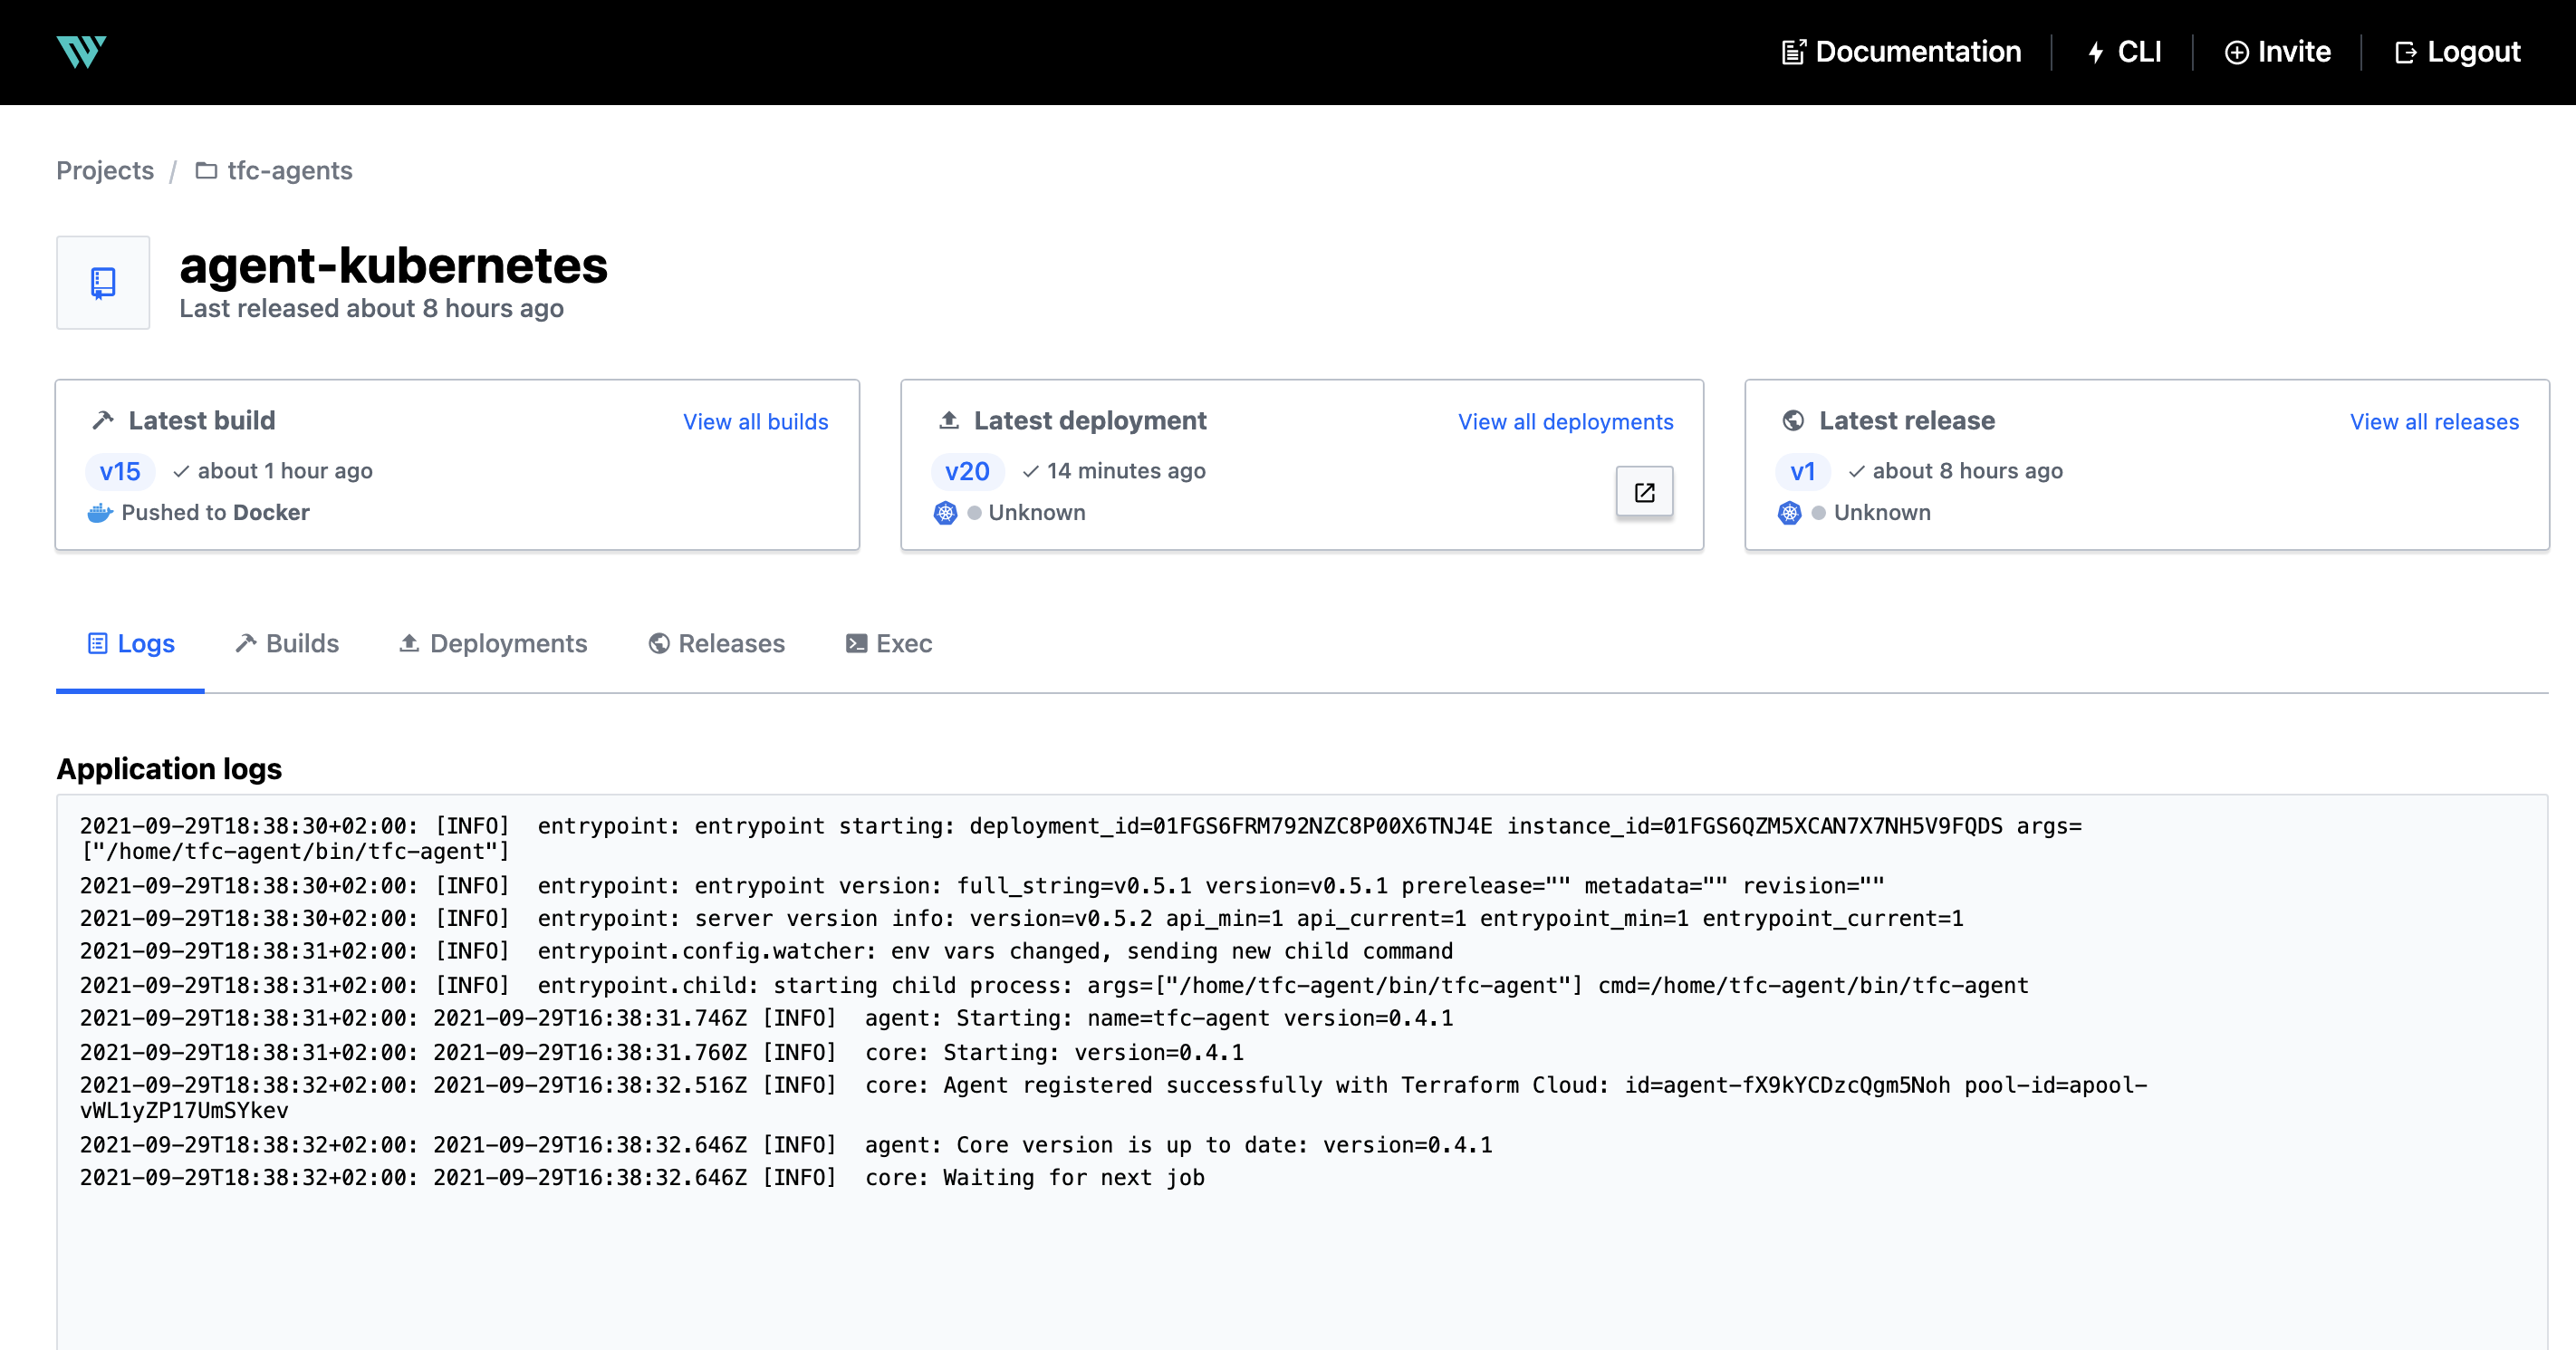 Documentation
CLI
Invite
Logout
Projects / tfc-agents
agent-kubernetes
Last released about 8 hours ago
Latest build
View all builds
v15 about 1 hour ago
Pushed to Docker
Latest deployment
View all deployments
v20 14 minutes ago
Unknown
Latest release
View all releases
v1 about 8 hours ago
Unknown
Logs
Builds
Deployments
Releases
Exec
Application logs
2021-09-29T18:38:30+02:00: [INFO]  entrypoint: entrypoint starting: deployment_id=01FGS6FRM792NZC8P00X6TNJ4E instance_id=01FGS6QZM5XCAN7X7NH5V9FQDS args=
["/home/tfc-agent/bin/tfc-agent"]
2021-09-29T18:38:30+02:00: [INFO]  entrypoint: entrypoint version: full_string=v0.5.1 version=v0.5.1 prerelease="" metadata="" revision=""
2021-09-29T18:38:30+02:00: [INFO]  entrypoint: server version info: version=v0.5.2 api_min=1 api_current=1 entrypoint_min=1 entrypoint_current=1
2021-09-29T18:38:31+02:00: [INFO]  entrypoint.config.watcher: env vars changed, sending new child command
2021-09-29T18:38:31+02:00: [INFO]  entrypoint.child: starting child process: args=["/home/tfc-agent/bin/tfc-agent"] cmd=/home/tfc-agent/bin/tfc-agent
2021-09-29T18:38:31+02:00: 2021-09-29T16:38:31.746Z [INFO]  agent: Starting: name=tfc-agent version=0.4.1
2021-09-29T18:38:31+02:00: 2021-09-29T16:38:31.760Z [INFO]  core: Starting: version=0.4.1
2021-09-29T18:38:32+02:00: 2021-09-29T16:38:32.516Z [INFO]  core: Agent registered successfully with Terraform Cloud: id=agent-fX9kYCDzcQgm5Noh pool-id=apool-
vWL1yZP17UmSYkev
2021-09-29T18:38:32+02:00: 2021-09-29T16:38:32.646Z [INFO]  agent: Core version is up to date: version=0.4.1
2021-09-29T18:38:32+02:00: 2021-09-29T16:38:32.646Z [INFO]  core: Waiting for next job